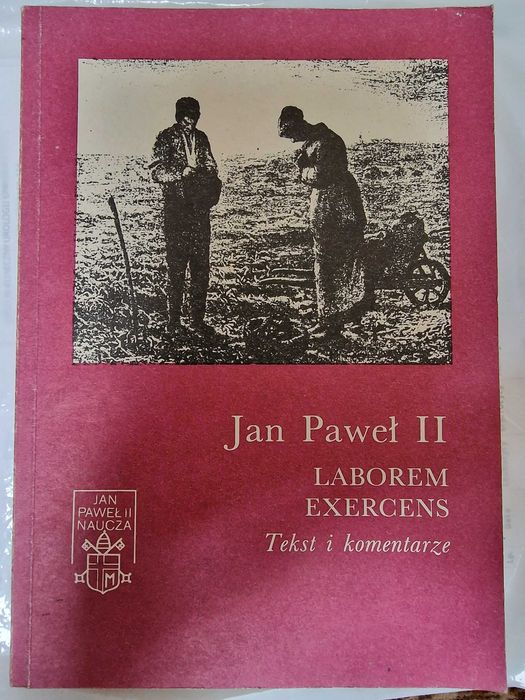 Jan Paweł II
LABOREM
EXERCENS
Tekst i komentarze
JAN
PAWEŁ II
NAUCZA
M